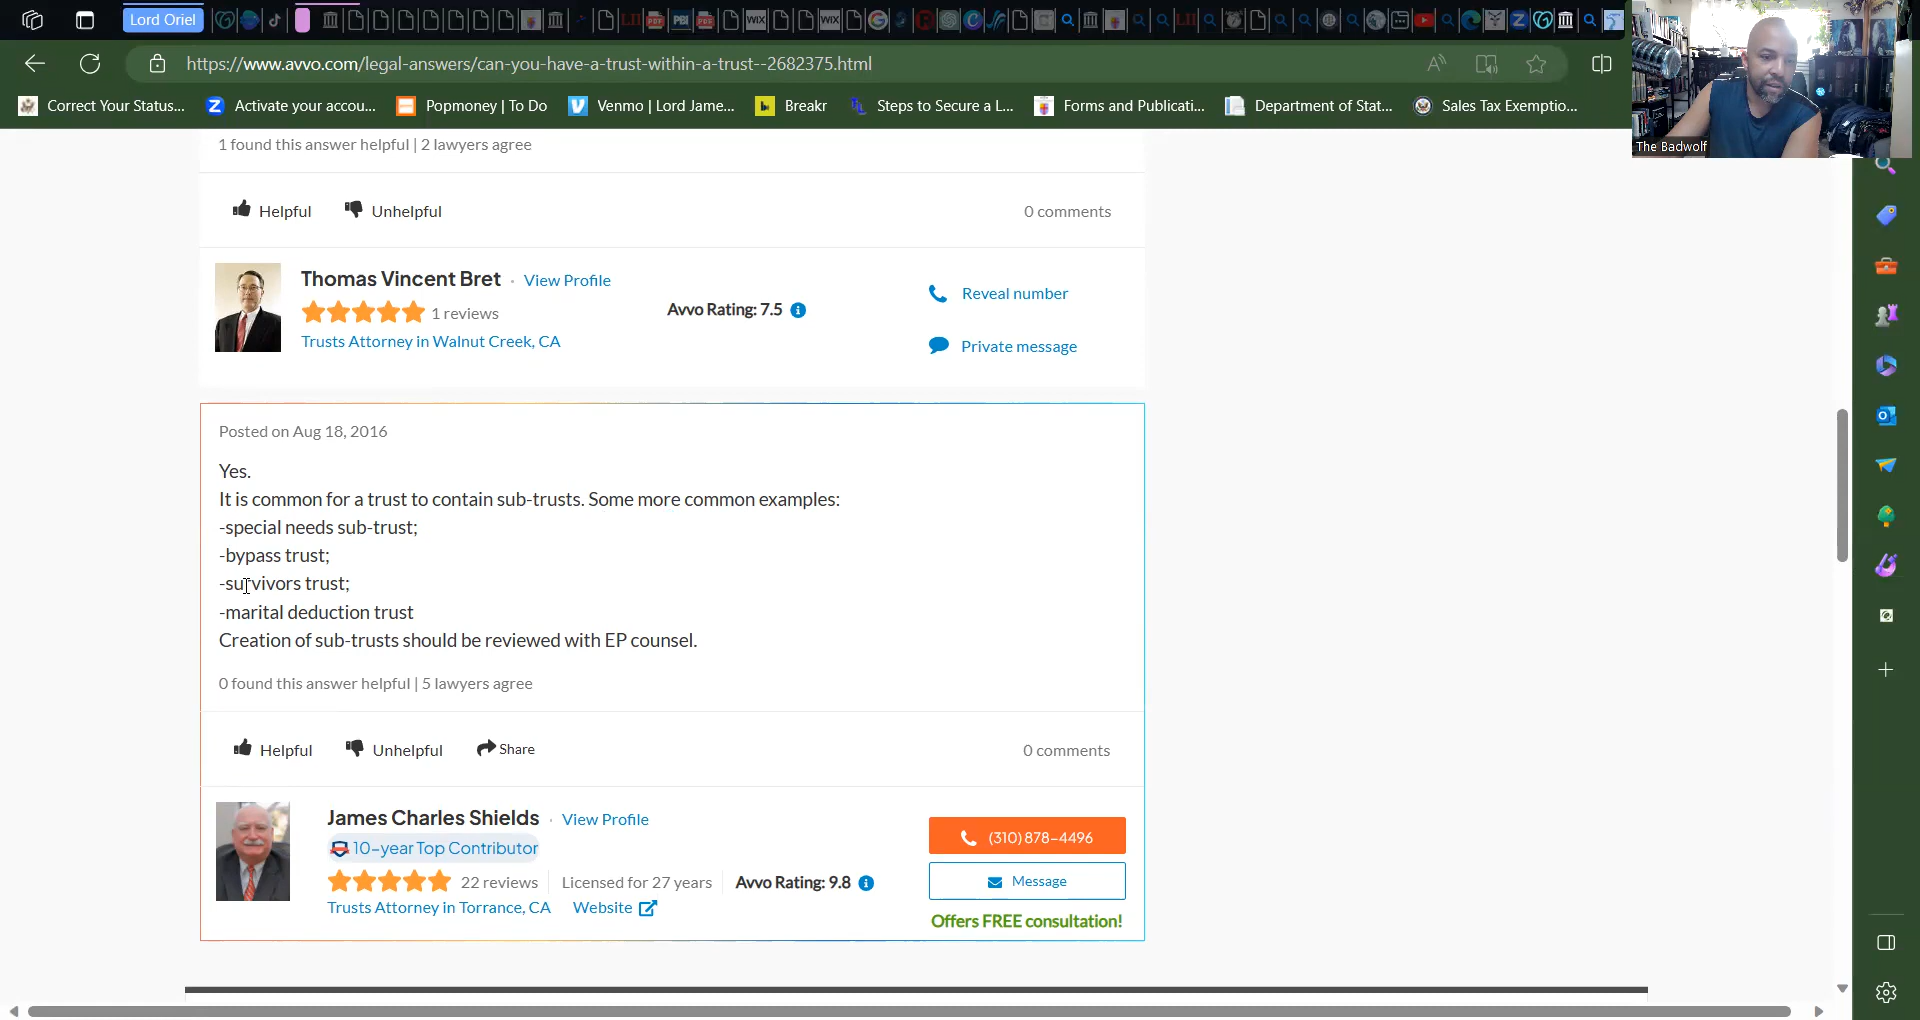 Lord Oriel
https://www.avvo.com/legal-answers/can-you-have-a-trust-within-a-trust--2682375.html
Correct Your Status...
Activate your accou...
Popmoney | To Do
Venmo | Lord Jame...
Breakr
Steps to Secure a L...
Forms and Publicati...
Department of Stat...
Sales Tax Exemptio...
The Badwolf
1 found this answer helpful | 2 lawyers agree
Helpful
Unhelpful
0 comments
Thomas Vincent Bret · View Profile
1 reviews
Avvo Rating: 7.5
Trusts Attorney in Walnut Creek, CA
Reveal number
Private message
Posted on Aug 18, 2016
Yes.
It is common for a trust to contain sub-trusts. Some more common examples:
-special needs sub-trust;
-bypass trust;
-survivors trust;
-marital deduction trust
Creation of sub-trusts should be reviewed with EP counsel.
0 found this answer helpful | 5 lawyers agree
Helpful
Unhelpful
Share
0 comments
James Charles Shields · View Profile
10-year Top Contributor
22 reviews
Licensed for 27 years
Avvo Rating: 9.8
Trusts Attorney in Torrance, CA
Website
(310) 878-4496
Message
Offers FREE consultation!